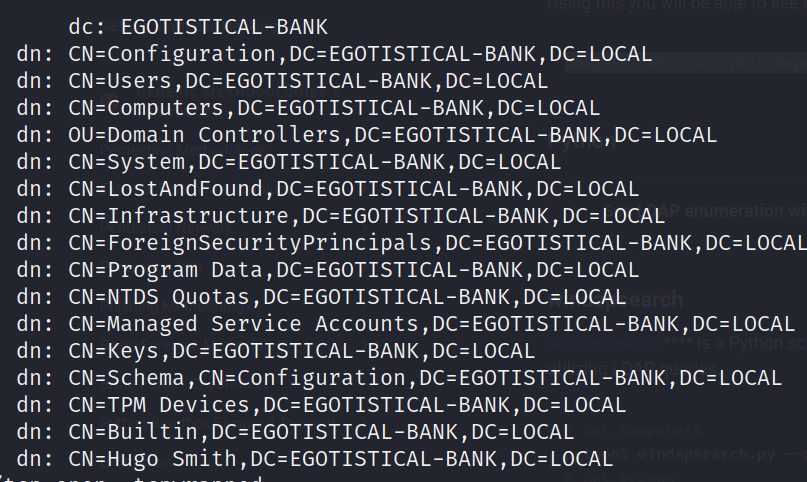 dc: EGOTISTICAL-BANK
dn: CN=Configuration,DC=EGOTISTICAL-BANK,DC=LOCAL
dn: CN=Users,DC=EGOTISTICAL-BANK,DC=LOCAL
dn: CN=Computers,DC=EGOTISTICAL-BANK,DC=LOCAL
dn: OU=Domain Controllers,DC=EGOTISTICAL-BANK,DC=LOCAL
dn: CN=System,DC=EGOTISTICAL-BANK,DC=LOCAL
dn: CN=LostAndFound,DC=EGOTISTICAL-BANK,DC=LOCAL
dn: CN=Infrastructure,DC=EGOTISTICAL-BANK,DC=LOCAL
dn: CN=ForeignSecurityPrincipals,DC=EGOTISTICAL-BANK,DC=LOCAL
dn: CN=Program Data,DC=EGOTISTICAL-BANK,DC=LOCAL
dn: CN=NTDS Quotas,DC=EGOTISTICAL-BANK,DC=LOCAL
dn: CN=Managed Service Accounts,DC=EGOTISTICAL-BANK,DC=LOCAL
dn: CN=Keys,DC=EGOTISTICAL-BANK,DC=LOCAL
dn: CN=Schema,CN=Configuration,DC=EGOTISTICAL-BANK,DC=LOCAL
dn: CN=TPM Devices,DC=EGOTISTICAL-BANK,DC=LOCAL
dn: CN=Builtin,DC=EGOTISTICAL-BANK,DC=LOCAL
dn: CN=Hugo Smith,DC=EGOTISTICAL-BANK,DC=LOCAL